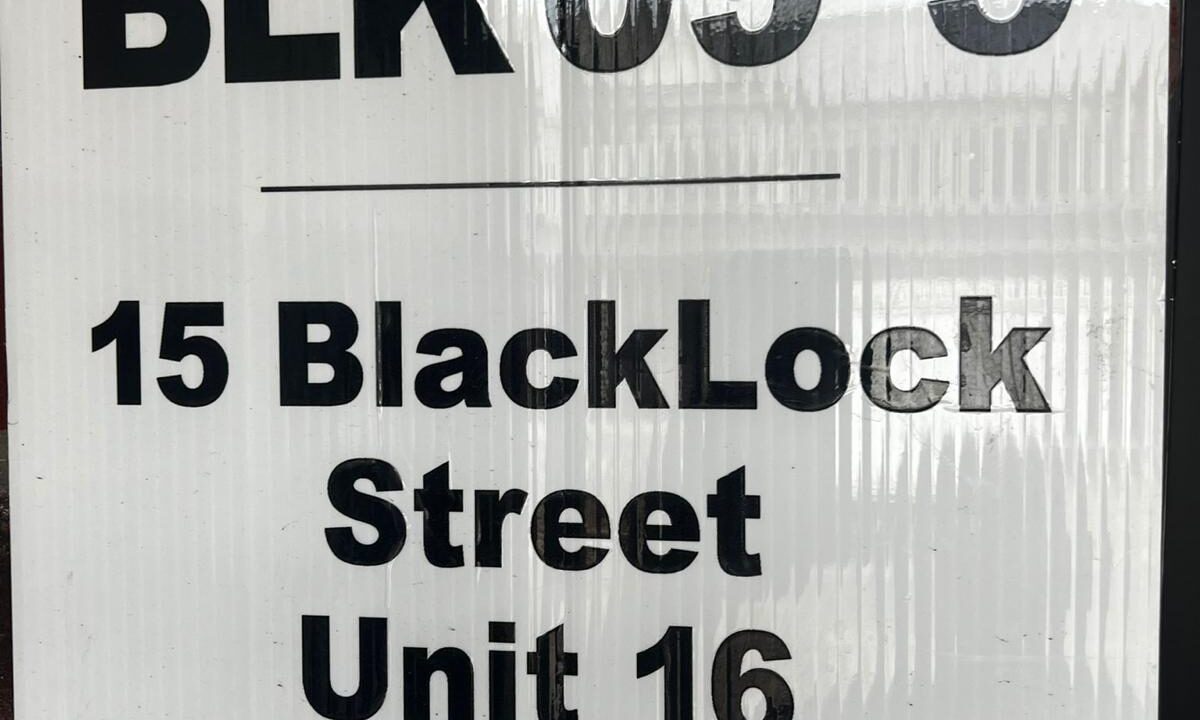 BLK
15 BlackLock
Street
Unit 16